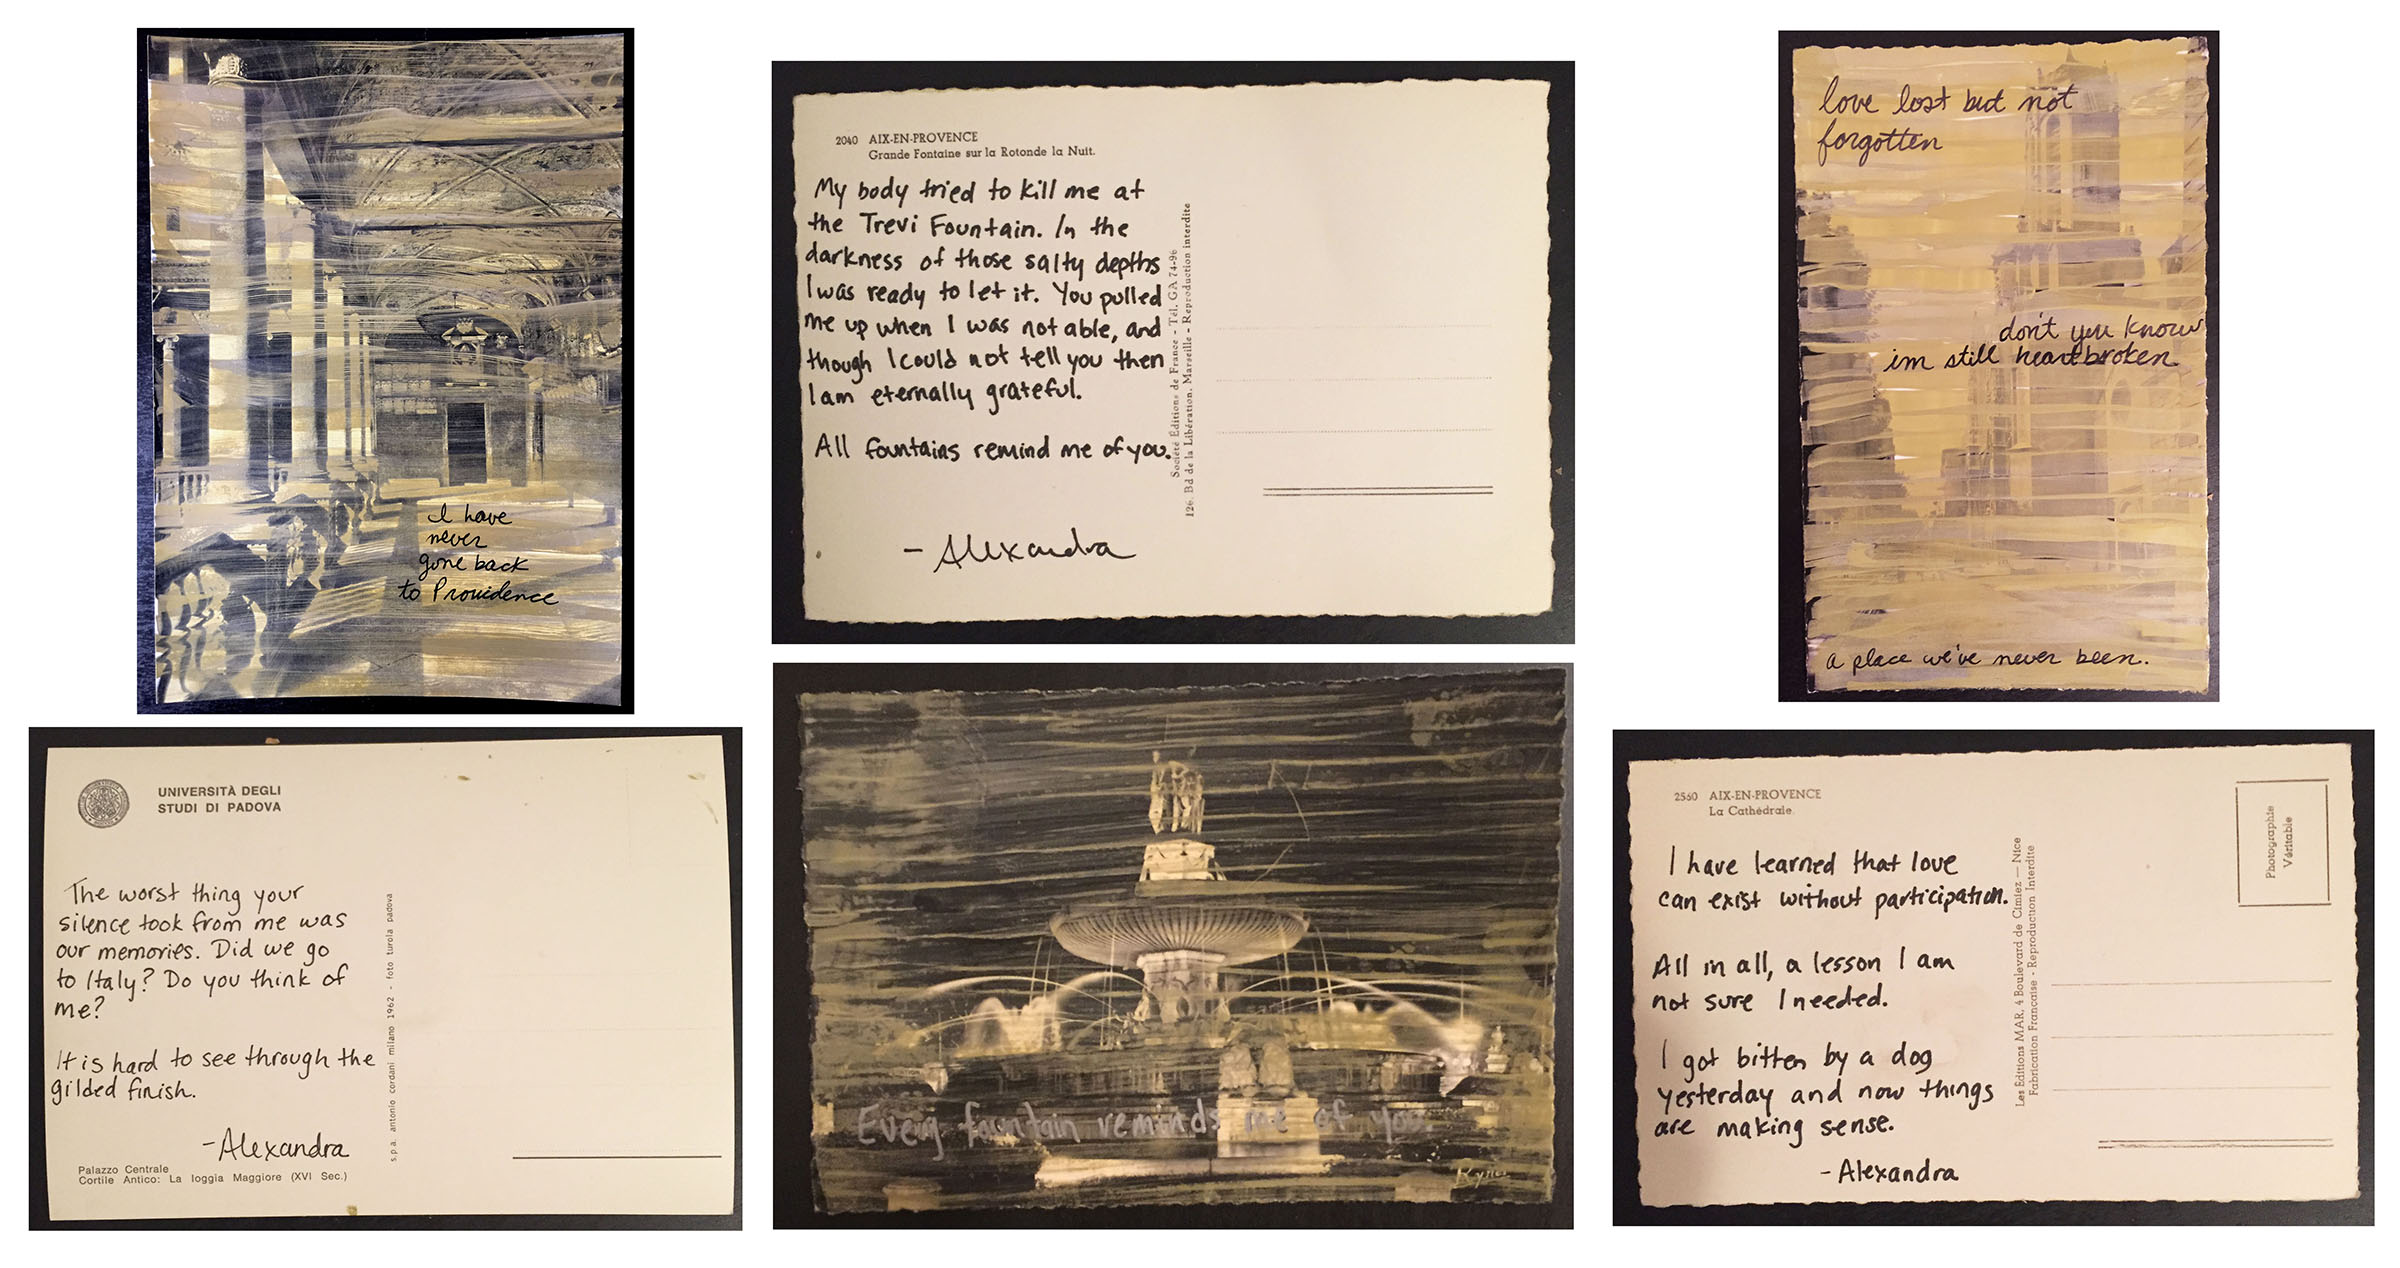 I have
never
gone back
to Providence
UNIVERSITÀ DEGLI
STUDI DI PADOVA
The worst thing your
silence took from me was
our memories. Did we go
to Italy? Do you think of
me?
It is hard to see through the
gilded finish.
-Alexandra
Palazzo Centrale
Cortile Antico: La loggia Maggiore (XVI Sec.)
s.p.a. antonio cordani milano 1962 - foto turola padova
2040 AIX-EN-PROVENCE
Grande Fontaine sur la Rotonde la Nuit.
My body tried to kill me at
the Trevi Fountain. In the
darkness of those salty depths
I was ready to let it. You pulled
me up when I was not able, and
though I could not tell you then
I am eternally grateful.
All fountains remind me of you.
- Alexandra
Société Éditions de France - Tél. GA 74-96
126, Bd de la Libération, Marseille - Reproduction interdite
Every fountain reminds me of you.
love lost but not
forgotten
don't you know
im still heartbroken
a place we've never been.
2560 AIX-EN-PROVENCE
La Cathédrale.
I have learned that love
can exist without participation.
All in all, a lesson I am
not sure I needed.
I got bitten by a dog
yesterday and now things
are making sense.
- Alexandra
Les Editions MAR, 4 Boulevard de Cimiez — Nice
Fabrication Francaise - Reproduction Interdite
Photographie
Véritable